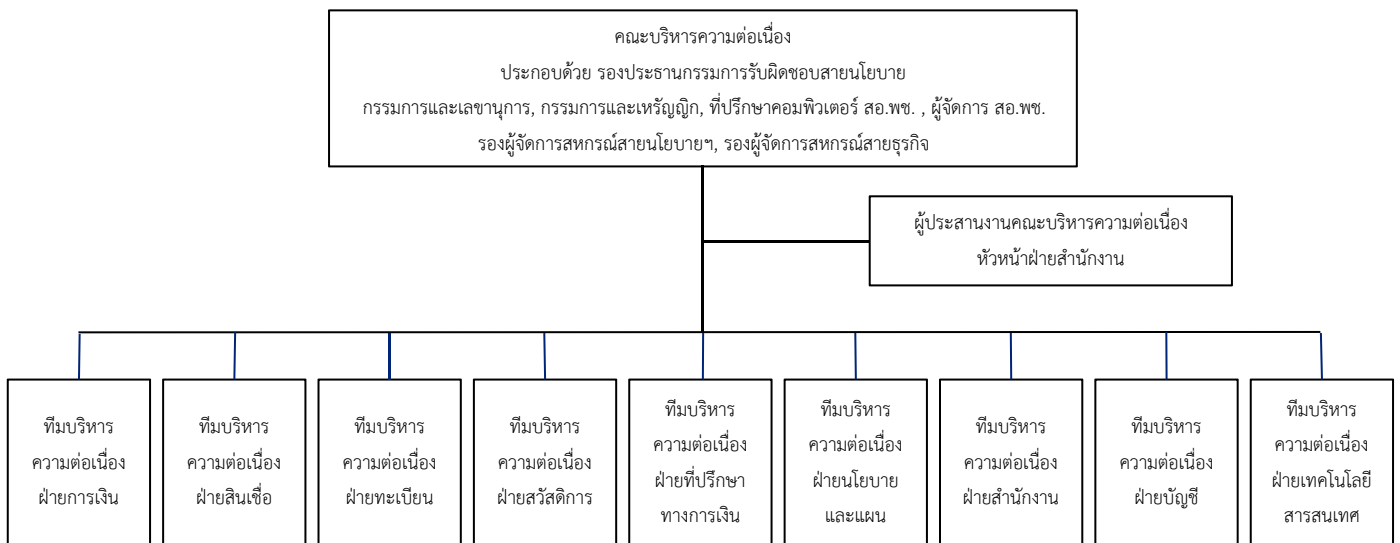 คณะบริหารความต่อเนื่อง
ประกอบด้วย รองประธานกรรมการรับผิดชอบสายนโยบาย
กรรมการและเลขานุการ, กรรมการและเหรัญญิก, ที่ปรึกษาคอมพิวเตอร์ สอ.พช. , ผู้จัดการ สอ.พช.
รองผู้จัดการสหกรณ์สายนโยบายฯ, รองผู้จัดการสหกรณ์สายธุรกิจ
ผู้ประสานงานคณะบริหารความต่อเนื่อง
หัวหน้าฝ่ายสำนักงาน
ทีมบริหาร
ความต่อเนื่อง
ฝ่ายการเงิน
ทีมบริหาร
ความต่อเนื่อง
ฝ่ายสินเชื่อ
ทีมบริหาร
ความต่อเนื่อง
ฝ่ายทะเบียน
ทีมบริหาร
ความต่อเนื่อง
ฝ่ายสวัสดิการ
ทีมบริหาร
ความต่อเนื่อง
ฝ่ายที่ปรึกษา
ทางการเงิน
ทีมบริหาร
ความต่อเนื่อง
ฝ่ายนโยบาย
และแผน
ทีมบริหาร
ความต่อเนื่อง
ฝ่ายสำนักงาน
ทีมบริหาร
ความต่อเนื่อง
ฝ่ายบัญชี
ทีมบริหาร
ความต่อเนื่อง
ฝ่ายเทคโนโลยี
สารสนเทศ